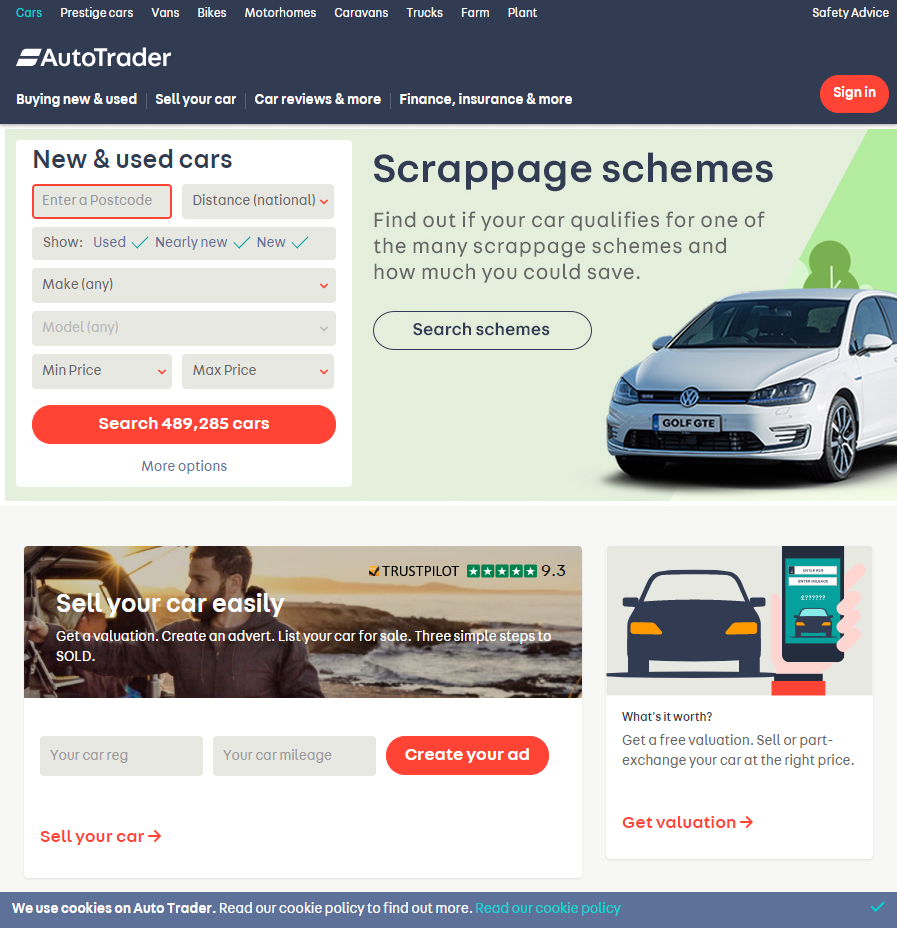 Cars Prestige cars Vans Bikes Motorhomes Caravans Trucks Farm Plant Safety Advice
AutoTrader
Buying new & used Sell your car Car reviews & more Finance, insurance & more Sign in
New & used cars
Enter a Postcode Distance (national)
Show: Used Nearly new New
Make (any)
Model (any)
Min Price Max Price
Search 489,285 cars
More options
Scrappage schemes
Find out if your car qualifies for one of
the many scrappage schemes and
how much you could save.
Search schemes
GOLF GTE
TRUSTPILOT 9.3
Sell your car easily
Get a valuation. Create an advert. List your car for sale. Three simple steps to
SOLD.
Your car reg Your car mileage Create your ad
Sell your car
ENTER REG
ENTER MILEAGE
£??????
What's it worth?
Get a free valuation. Sell or part-
exchange your car at the right price.
Get valuation
We use cookies on Auto Trader. Read our cookie policy to find out more. Read our cookie policy